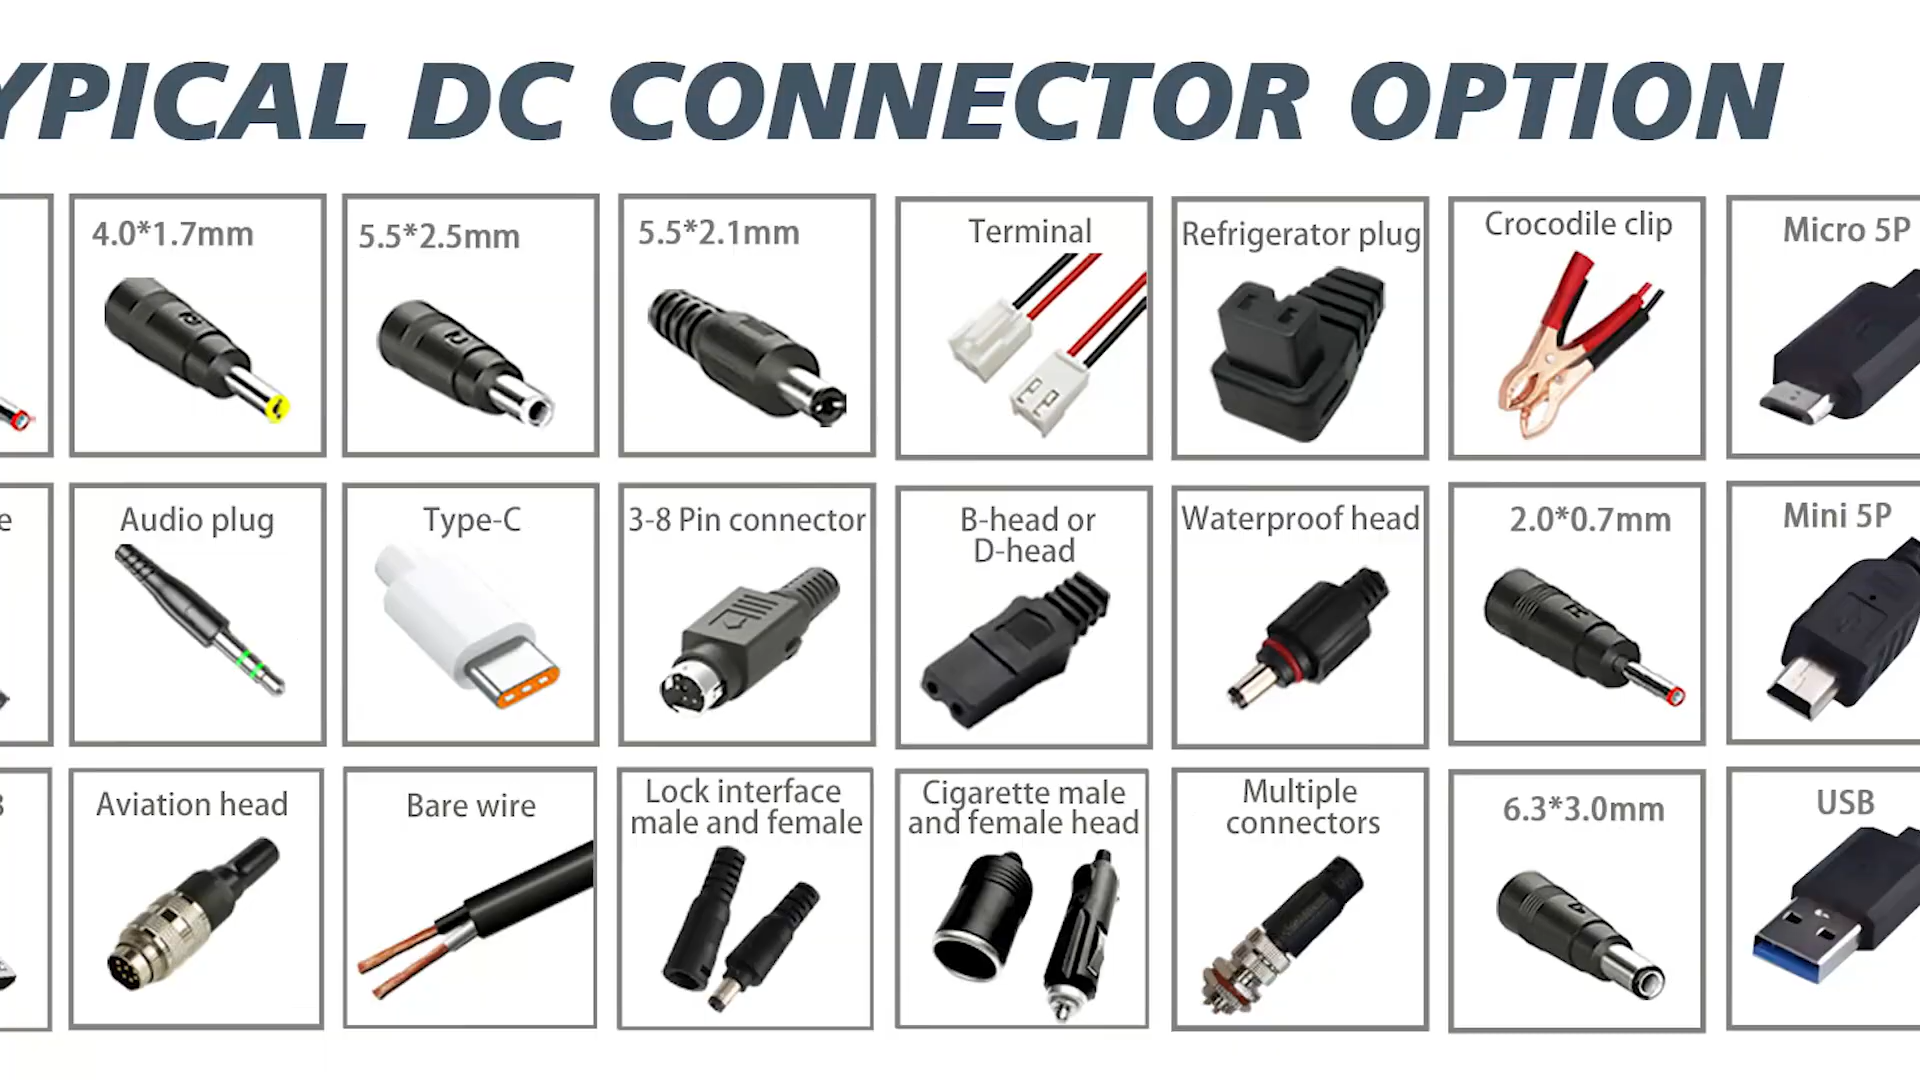 YPICAL DC CONNECTOR OPTION
4.0*1.7mm
5.5*2.5mm
5.5*2.1mm
Terminal
Refrigerator plug
Crocodile clip
Micro 5P
e
Audio plug
Type-C
3-8 Pin connector
B-head or
D-head
Waterproof head
2.0*0.7mm
Mini 5P
Aviation head
Bare wire
Lock interface
male and female
Cigarette male
and female head
Multiple
connectors
6.3*3.0mm
USB